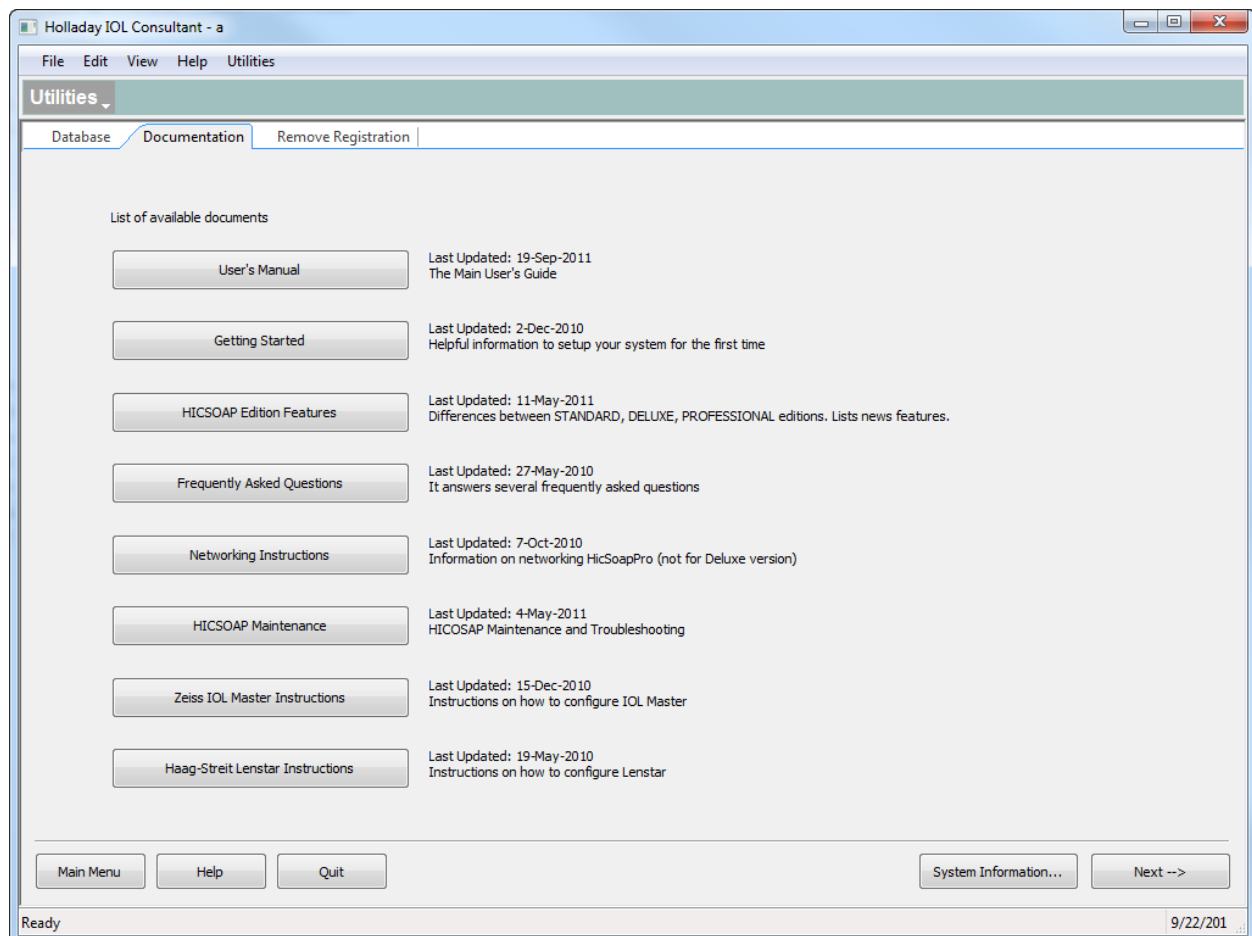 Holladay IOL Consultant - a
File Edit View Help Utilities
Utilities
Database Documentation Remove Registration
List of available documents
User's Manual
Last Updated: 19-Sep-2011
The Main User's Guide
Getting Started
Last Updated: 2-Dec-2010
Helpful information to setup your system for the first time
HICSOAP Edition Features
Last Updated: 11-May-2011
Differences between STANDARD, DELUXE, PROFESSIONAL editions. Lists news features.
Frequently Asked Questions
Last Updated: 27-May-2010
It answers several frequently asked questions
Networking Instructions
Last Updated: 7-Oct-2010
Information on networking HicSoapPro (not for Deluxe version)
HICSOAP Maintenance
Last Updated: 4-May-2011
HICOSAP Maintenance and Troubleshooting
Zeiss IOL Master Instructions
Last Updated: 15-Dec-2010
Instructions on how to configure IOL Master
Haag-Streit Lenstar Instructions
Last Updated: 19-May-2010
Instructions on how to configure Lenstar
Main Menu Help Quit System Information... Next -->
Ready 9/22/201